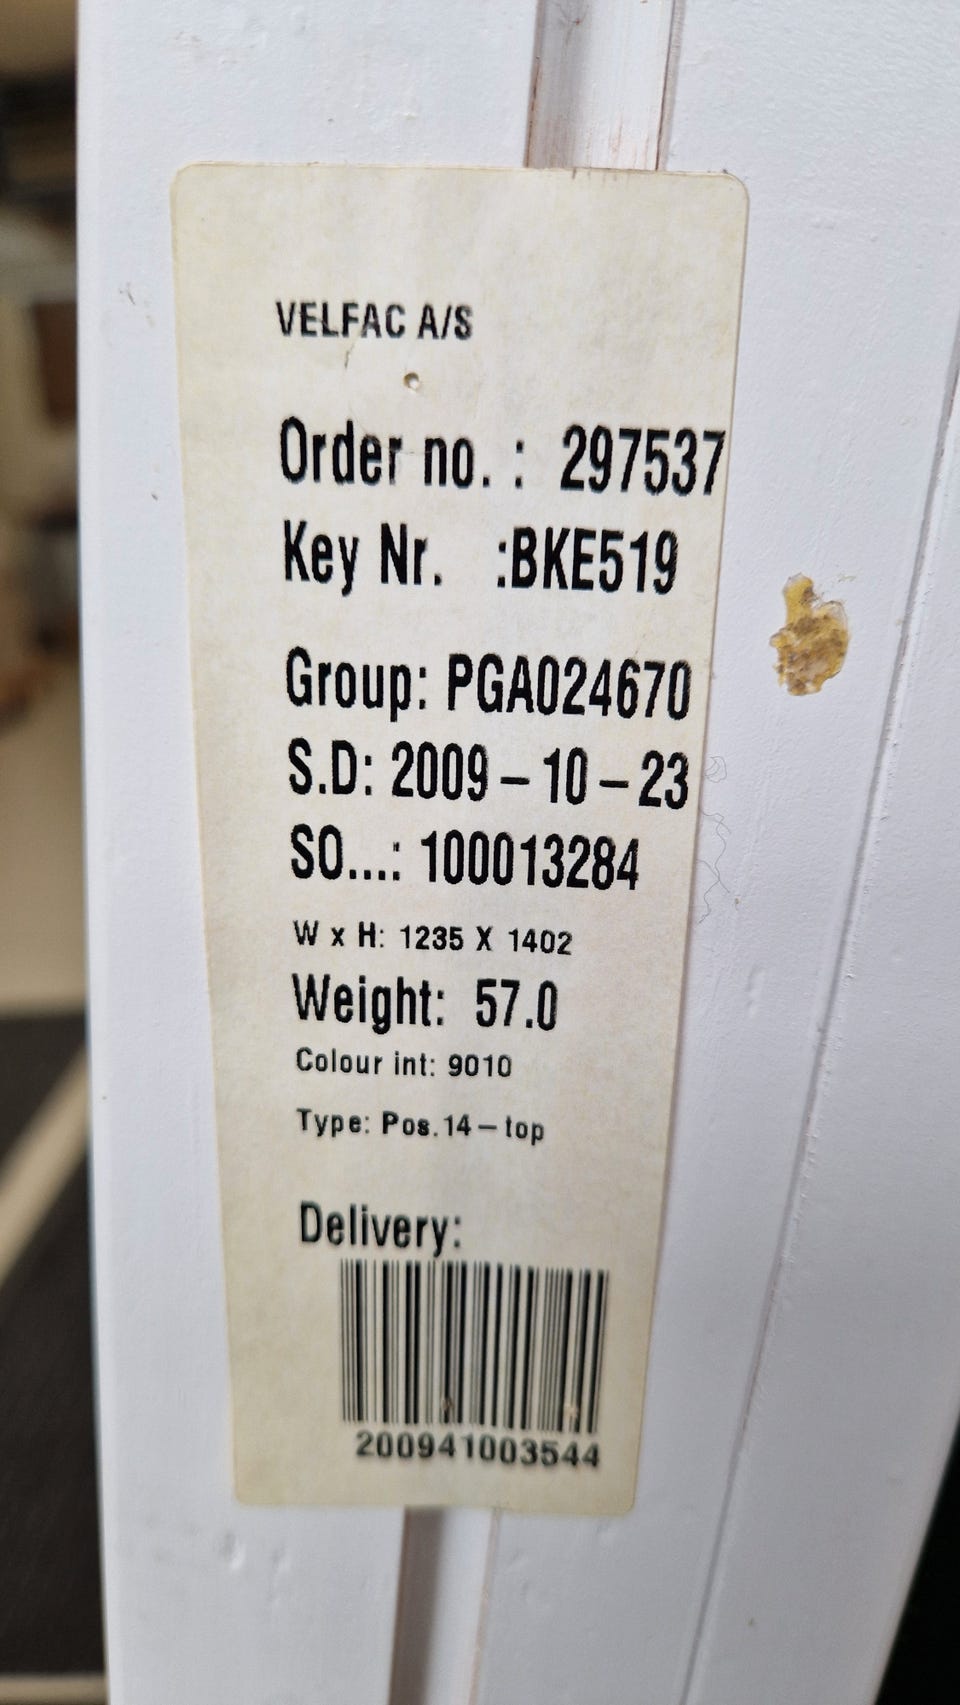 VELFAC A/S
Order no. : 297537
Key Nr. :BKE519
Group: PGA024670
S.D: 2009-10-23
SO...: 100013284
W x H: 1235 X 1402
Weight: 57.0
Colour int: 9010
Type: Pos.14-top
Delivery:
200941003544